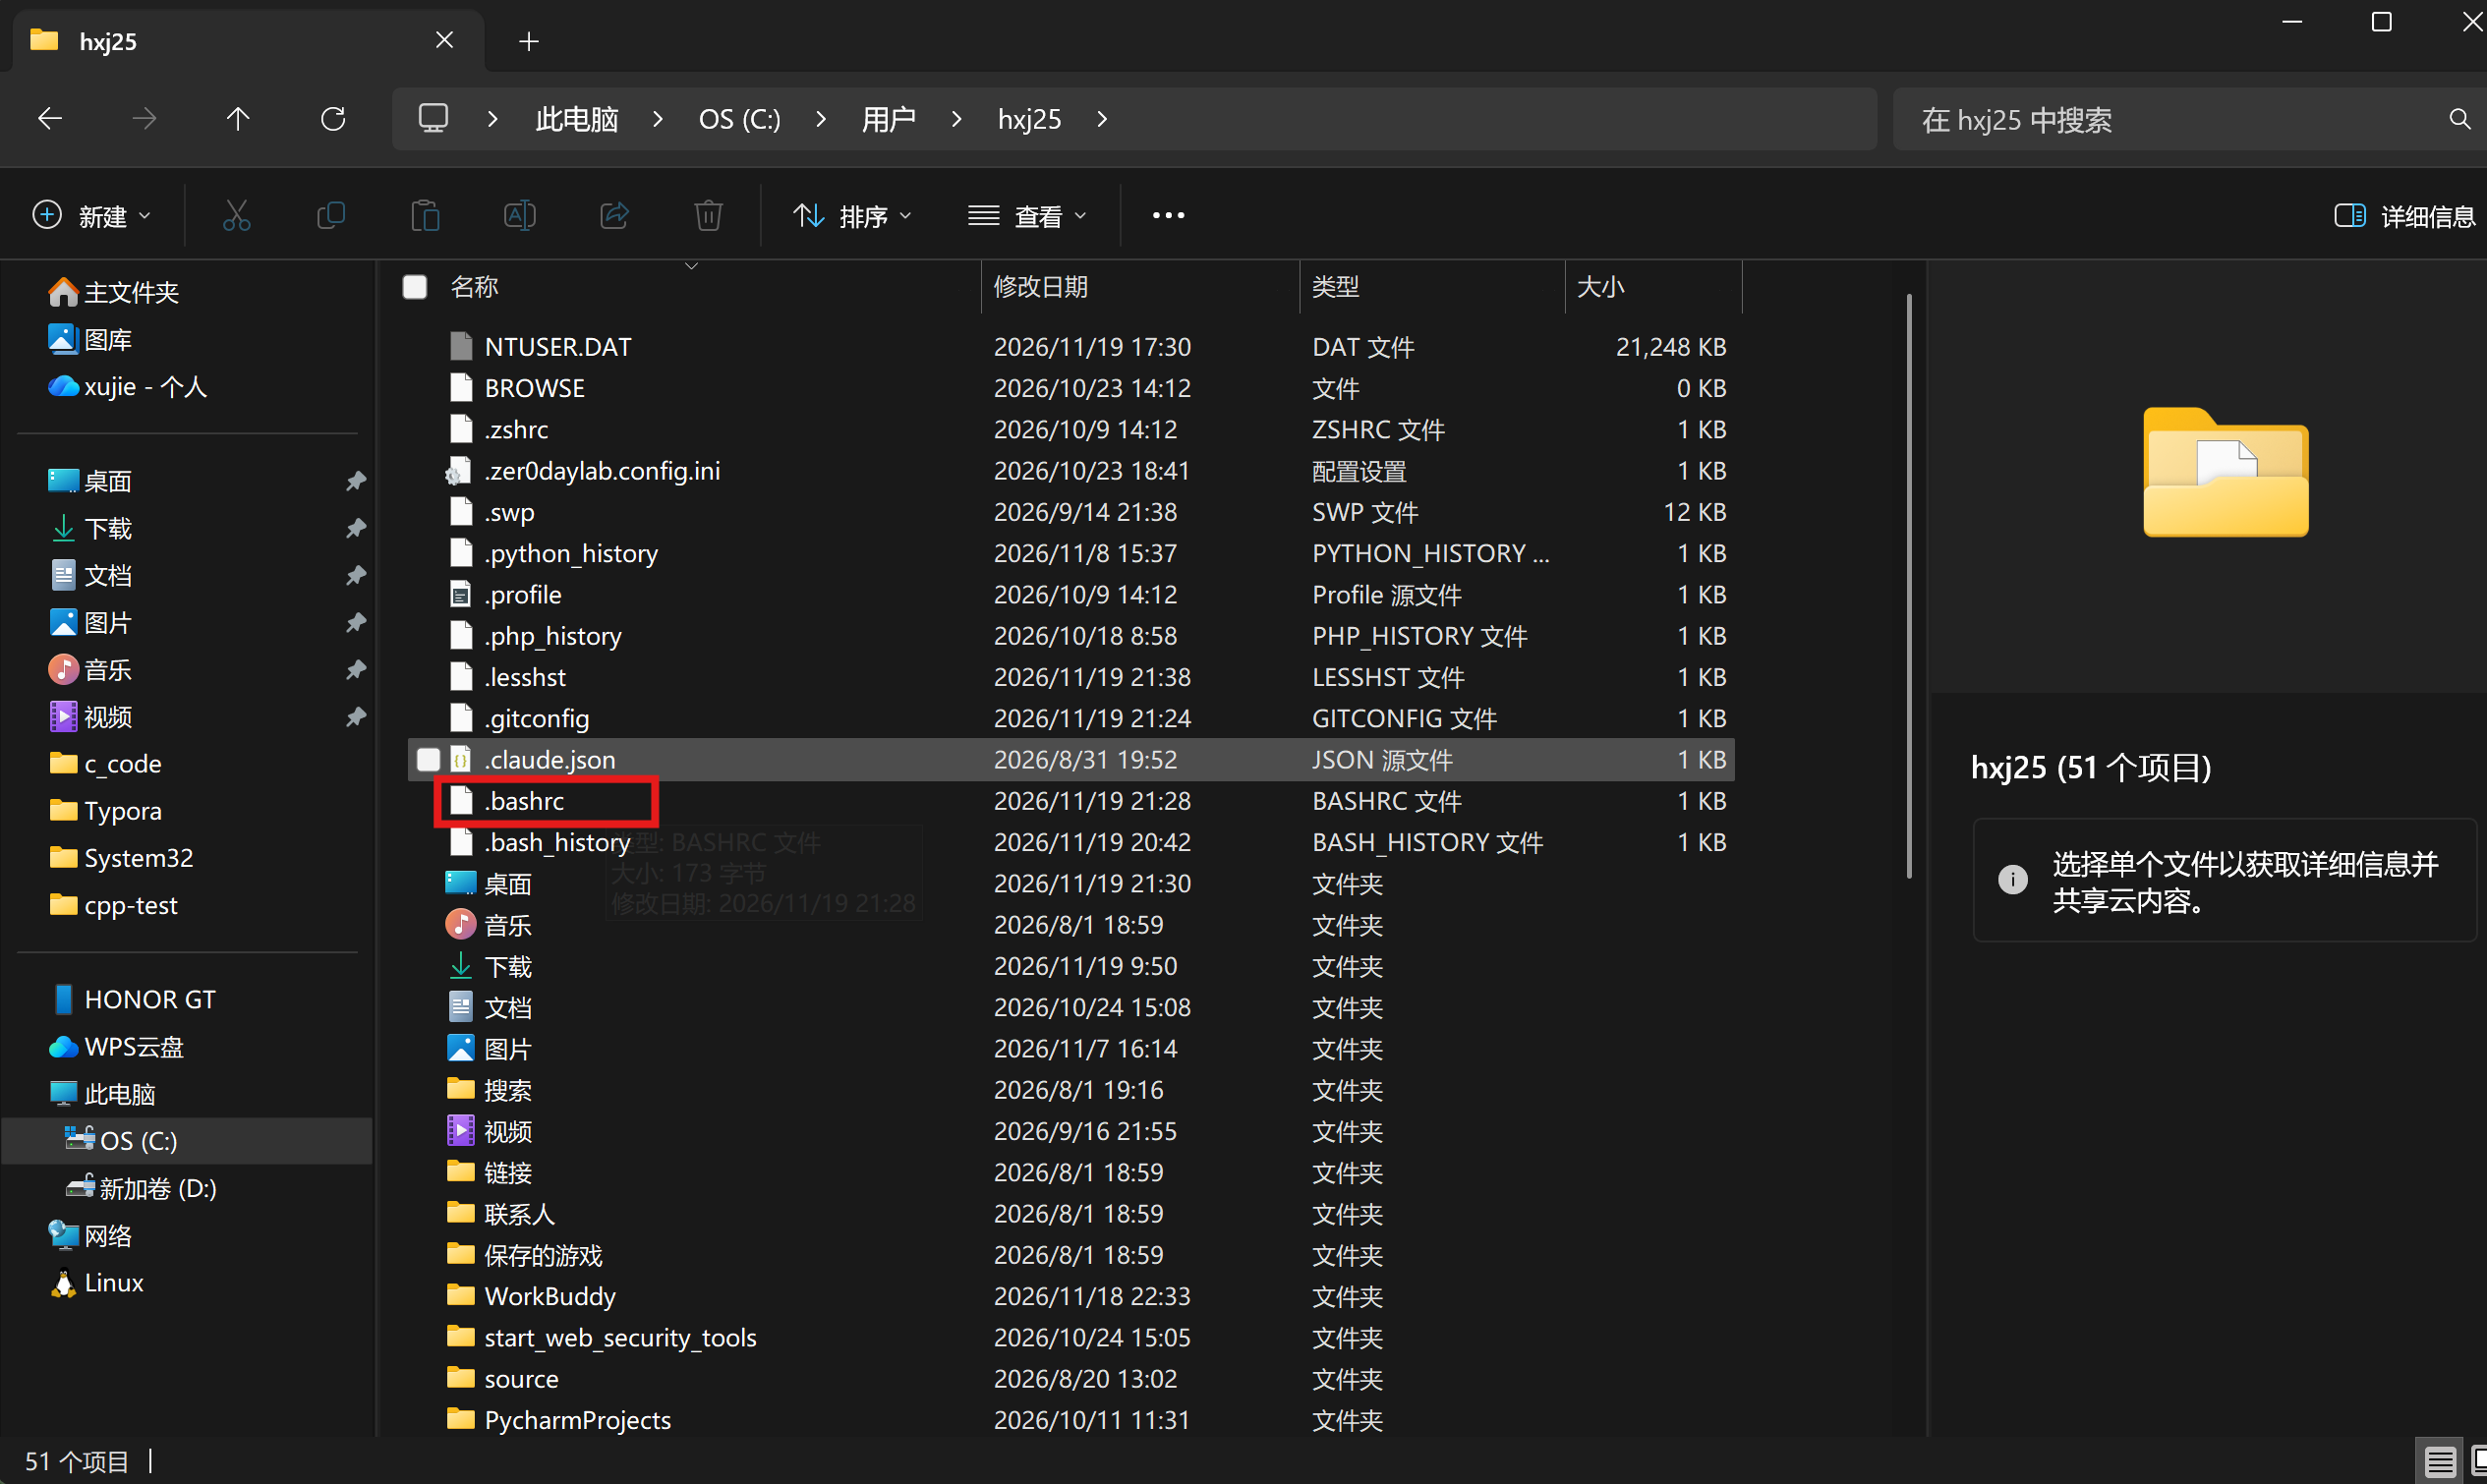 hxj25
此电脑 OS (C:) 用户 hxj25
在 hxj25 中搜索
新建 排序 查看 详细信息
主文件夹
图库
xujie - 个人
桌面
下载
文档
图片
音乐
视频
c_code
Typora
System32
cpp-test
HONOR GT
WPS云盘
此电脑
OS (C:)
新加卷 (D:)
网络
Linux
名称 修改日期 类型 大小
NTUSER.DAT 2026/11/19 17:30 DAT 文件 21,248 KB
BROWSE 2026/10/23 14:12 文件 0 KB
.zshrc 2026/10/9 14:12 ZSHRC 文件 1 KB
.zer0daylab.config.ini 2026/10/23 18:41 配置设置 1 KB
.swp 2026/9/14 21:38 SWP 文件 12 KB
.python_history 2026/11/8 15:37 PYTHON_HISTORY ... 1 KB
.profile 2026/10/9 14:12 Profile 源文件 1 KB
.php_history 2026/10/18 8:58 PHP_HISTORY 文件 1 KB
.lesshst 2026/11/19 21:38 LESSHST 文件 1 KB
.gitconfig 2026/11/19 21:24 GITCONFIG 文件 1 KB
.claude.json 2026/8/31 19:52 JSON 源文件 1 KB
.bashrc 2026/11/19 21:28 BASHRC 文件 1 KB
.bash_history 2026/11/19 20:42 BASH_HISTORY 文件 1 KB
类型: BASHRC 文件
大小: 173 字节
修改日期: 2026/11/19 21:28
桌面 2026/11/19 21:30 文件夹
音乐 2026/8/1 18:59 文件夹
下载 2026/11/19 9:50 文件夹
文档 2026/10/24 15:08 文件夹
图片 2026/11/7 16:14 文件夹
搜索 2026/8/1 19:16 文件夹
视频 2026/9/16 21:55 文件夹
链接 2026/8/1 18:59 文件夹
联系人 2026/8/1 18:59 文件夹
保存的游戏 2026/8/1 18:59 文件夹
WorkBuddy 2026/11/18 22:33 文件夹
start_web_security_tools 2026/10/24 15:05 文件夹
source 2026/8/20 13:02 文件夹
PycharmProjects 2026/10/11 11:31 文件夹
hxj25 (51 个项目)
选择单个文件以获取详细信息并
共享云内容。
51 个项目